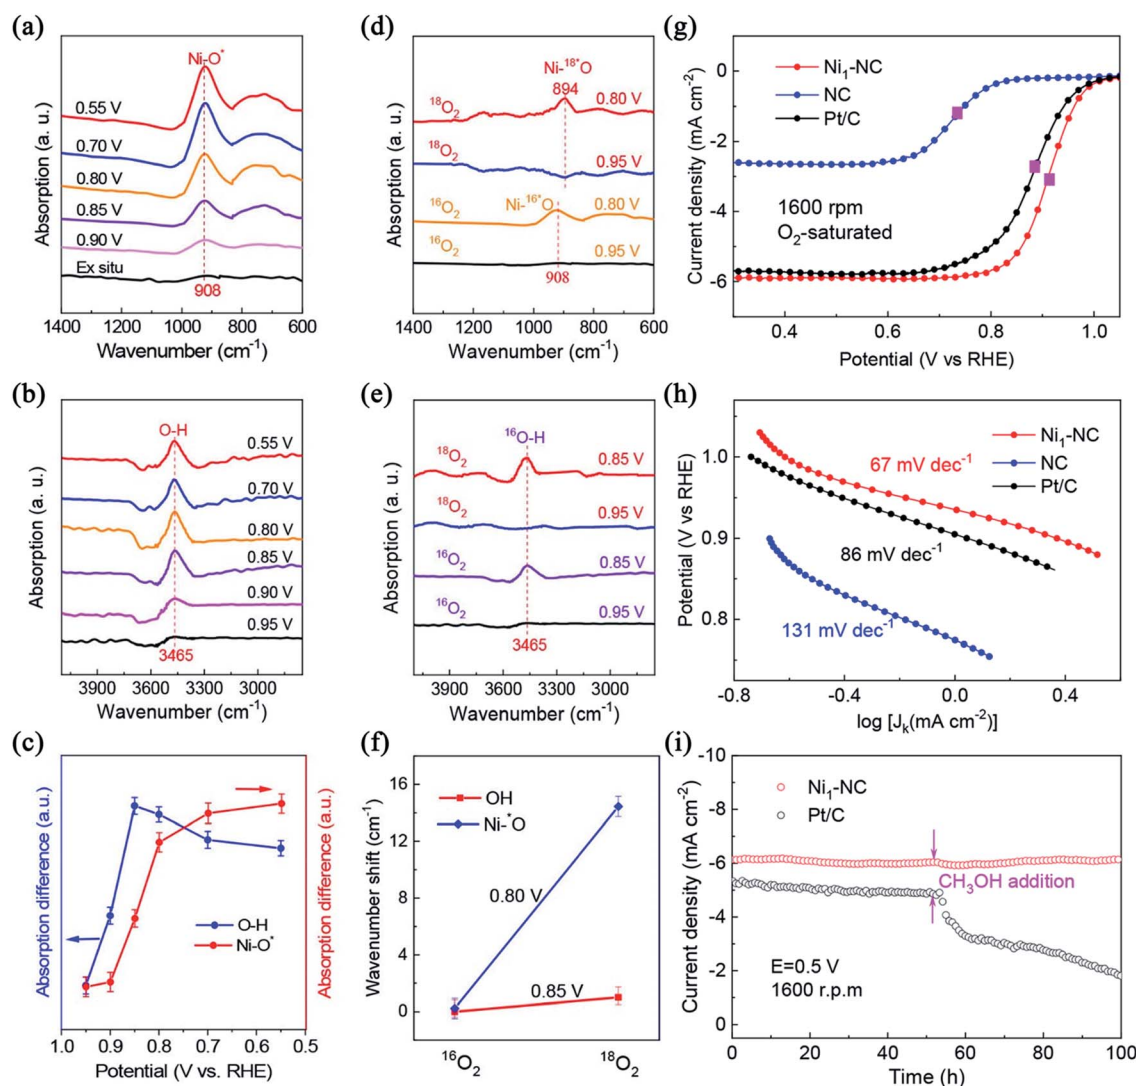 (a)
Ni-O*
0.55 V
0.70 V
0.80 V
0.85 V
0.90 V
Ex situ
908
1400 1200 1000 800 600
Wavenumber (cm-1)
Absorption (a. u.)
(d)
Ni-18*O
894
18O2
0.80 V
18O2
0.95 V
16O2
Ni-16*O
0.80 V
16O2
0.95 V
908
1400 1200 1000 800 600
Wavenumber (cm-1)
Absorption (a. u.)
(g)
Ni1-NC
NC
Pt/C
1600 rpm
O2-saturated
0
-2
-4
-6
0.4 0.6 0.8 1.0
Potential (V vs RHE)
Current density (mA cm-2)
(b)
O-H
0.55 V
0.70 V
0.80 V
0.85 V
0.90 V
0.95 V
3465
3900 3600 3300 3000
Wavenumber (cm-1)
Absorption (a. u.)
(e)
16O-H
18O2
0.85 V
18O2
0.95 V
16O2
0.85 V
16O2
0.95 V
3465
3900 3600 3300 3000
Wavenumber (cm-1)
Absorption (a. u.)
(h)
Ni1-NC
NC
Pt/C
67 mV dec-1
86 mV dec-1
131 mV dec-1
1.0
0.9
0.8
-0.8 -0.4 0.0 0.4
log [Jk(mA cm-2)]
Potential (V vs RHE)
(c)
O-H
Ni-O*
1.0 0.9 0.8 0.7 0.6 0.5
Potential (V vs. RHE)
Absorption difference (a.u.)
Absorption difference (a.u.)
(f)
OH
Ni-*O
0.80 V
0.85 V
16
12
8
4
0
16O2 18O2
Wavenumber shift (cm-1)
(i)
Ni1-NC
Pt/C
CH3OH addition
E=0.5 V
1600 r.p.m
-10
-8
-6
-4
-2
0 20 40 60 80 100
Time (h)
Current density (mA cm-2)